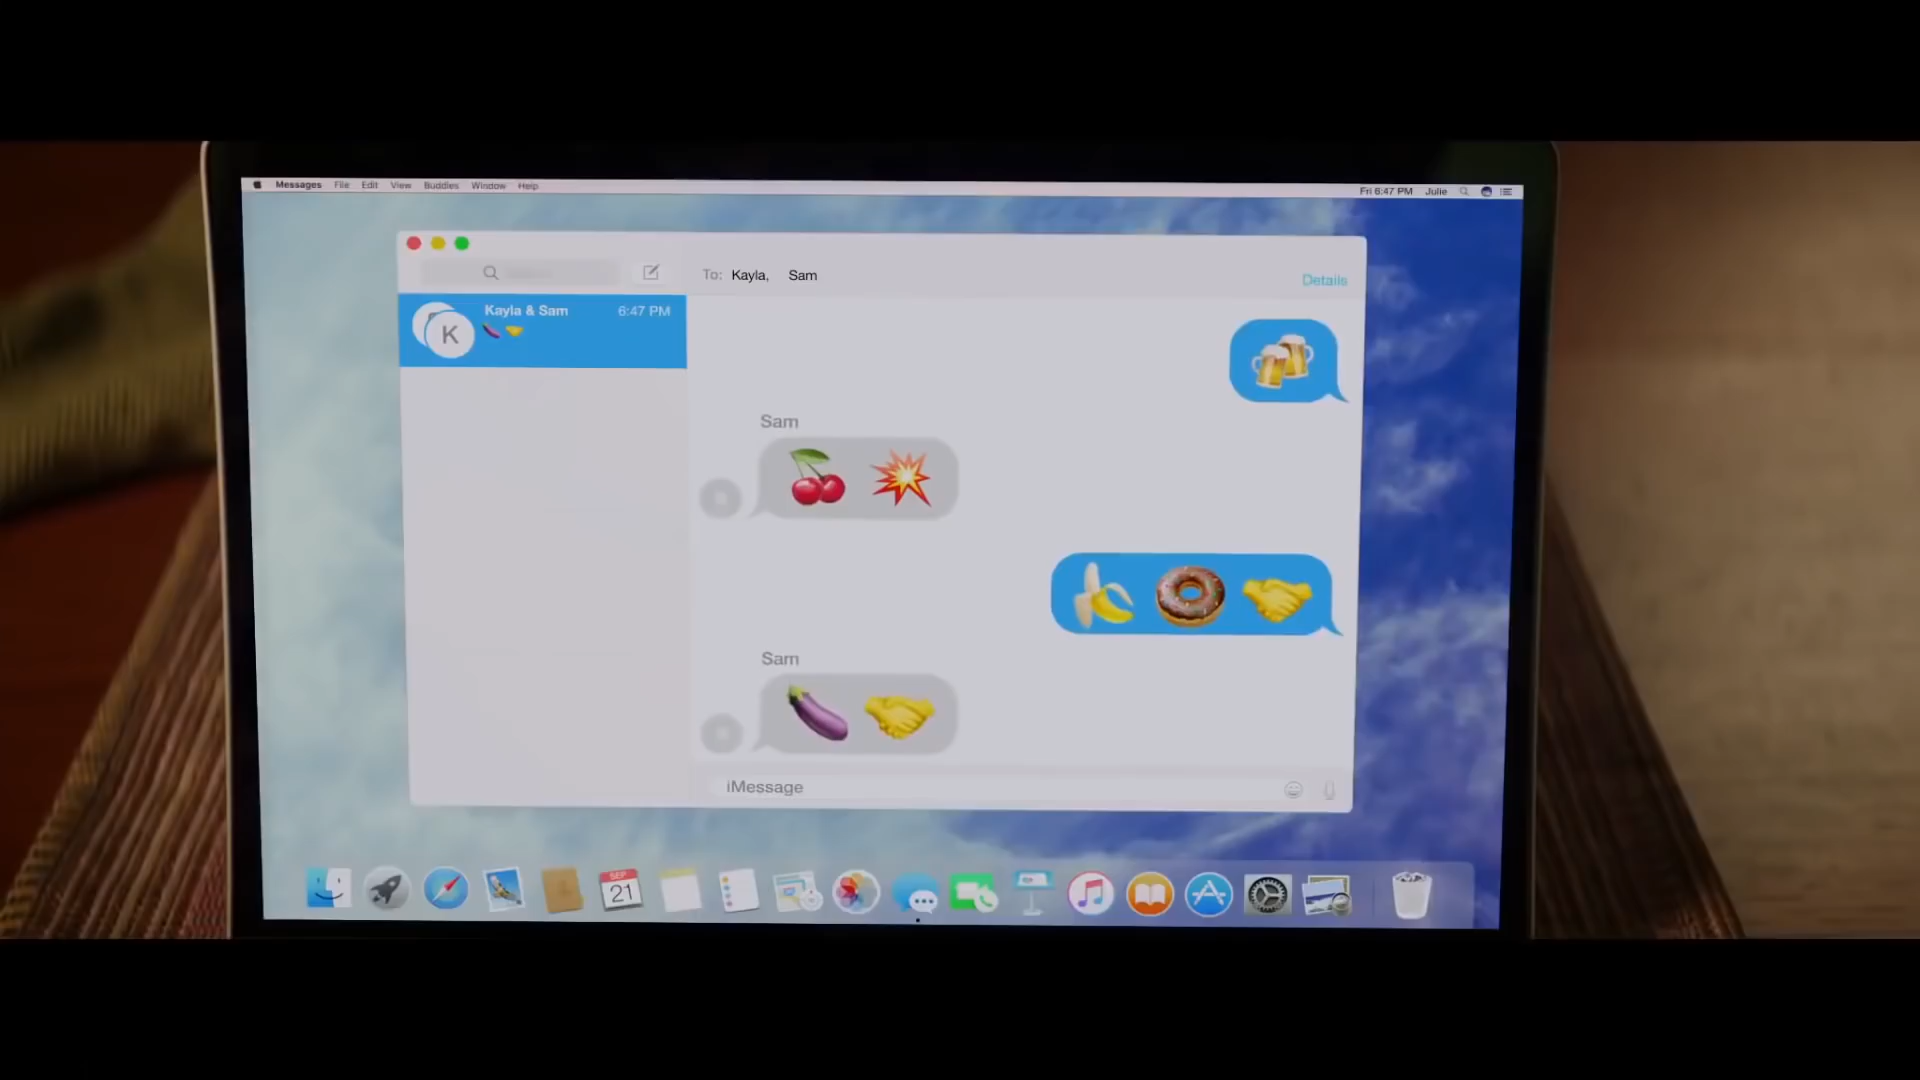 Messages File Edit View Buddies Window Help
Fri 6:47 PM Julie
To: Kayla, Sam
Details
Kayla & Sam 6:47 PM
K
Sam
Sam
iMessage
SEP
21